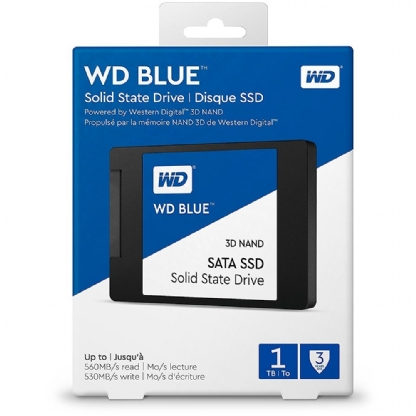 WD BLUE™
WD
Solid State Drive | Disque SSD
Powered by Western Digital™ 3D NAND
Propulsé par la mémoire NAND 3D de Western Digital™
WD
WD BLUE™
3D NAND
SATA SSD
Solid State Drive
Up to | Jusqu'à
560MB/s read | Mo/s lecture
530MB/s write | Mo/s d'écriture
1
TB | To
3